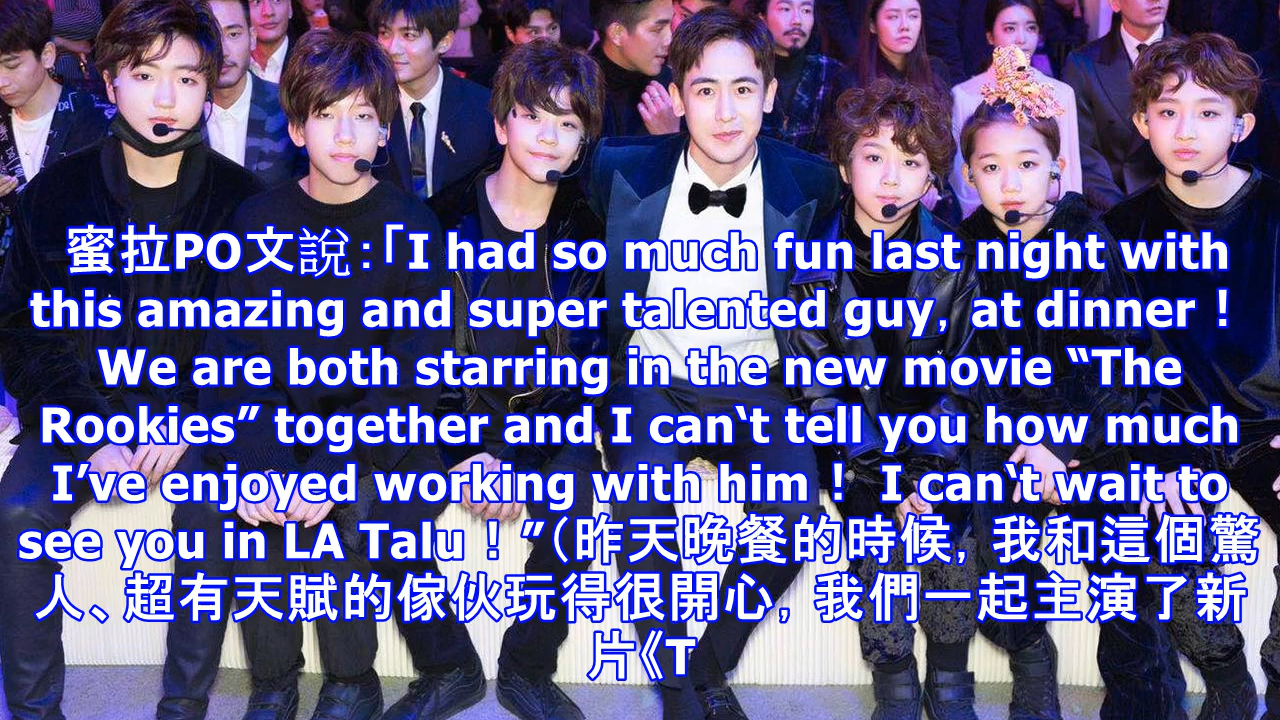 蜜拉PO文說：「I had so much fun last night with
this amazing and super talented guy，at dinner！
We are both starring in the new movie “The
Rookies” together and I can‘t tell you how much
I’ve enjoyed working with him！ I can‘t wait to
see you in LA Talu！”（昨天晚餐的時候，我和這個驚
人、超有天賦的傢伙玩得很開心，我們一起主演了新
片《T